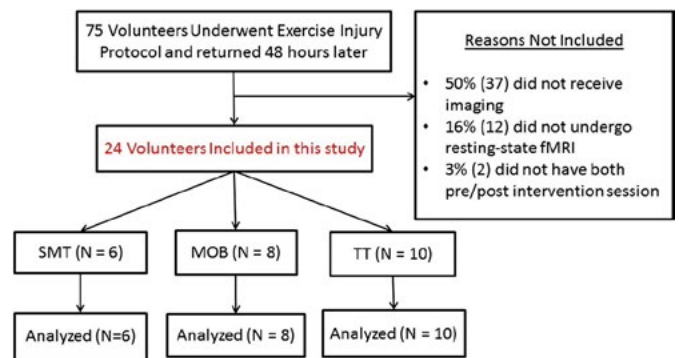 75 Volunteers Underwent Exercise Injury
Protocol and returned 48 hours later
Reasons Not Included
• 50% (37) did not receive
imaging
• 16% (12) did not undergo
resting-state fMRI
• 3% (2) did not have both
pre/post intervention session
24 Volunteers Included in this study
SMT (N = 6)
MOB (N = 8)
TT (N = 10)
Analyzed (N=6)
Analyzed (N = 8)
Analyzed (N = 10)